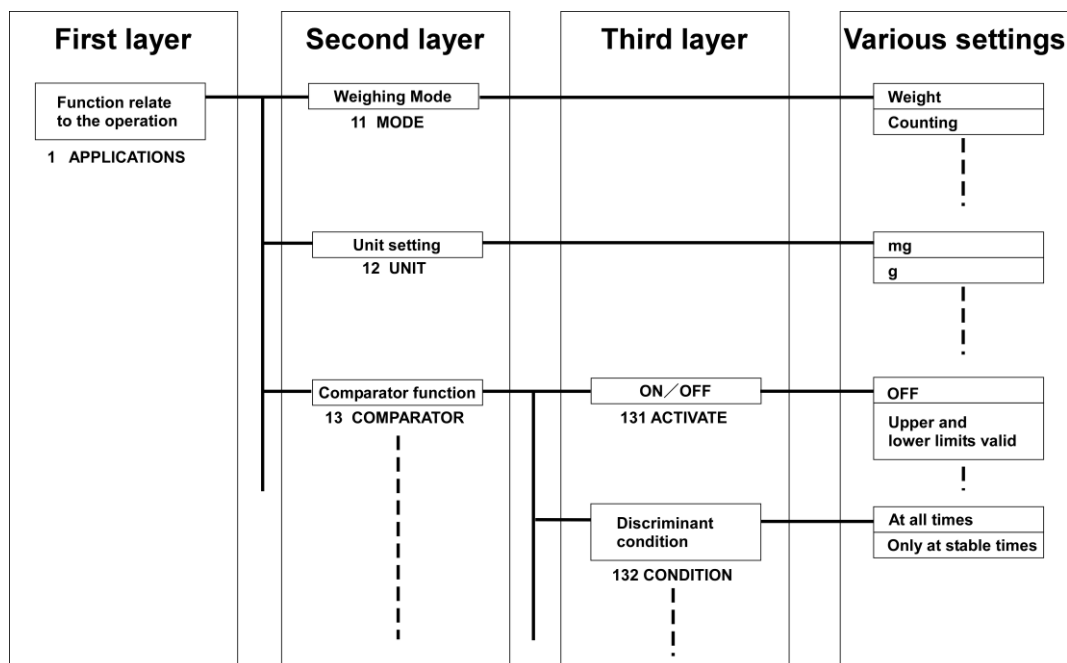 First layer
Second layer
Third layer
Various settings
Function relate
to the operation
1 APPLICATIONS
Weighing Mode
11 MODE
Weight
Counting
Unit setting
12 UNIT
mg
g
Comparator function
13 COMPARATOR
ON／OFF
131 ACTIVATE
OFF
Upper and
lower limits valid
Discriminant
condition
132 CONDITION
At all times
Only at stable times